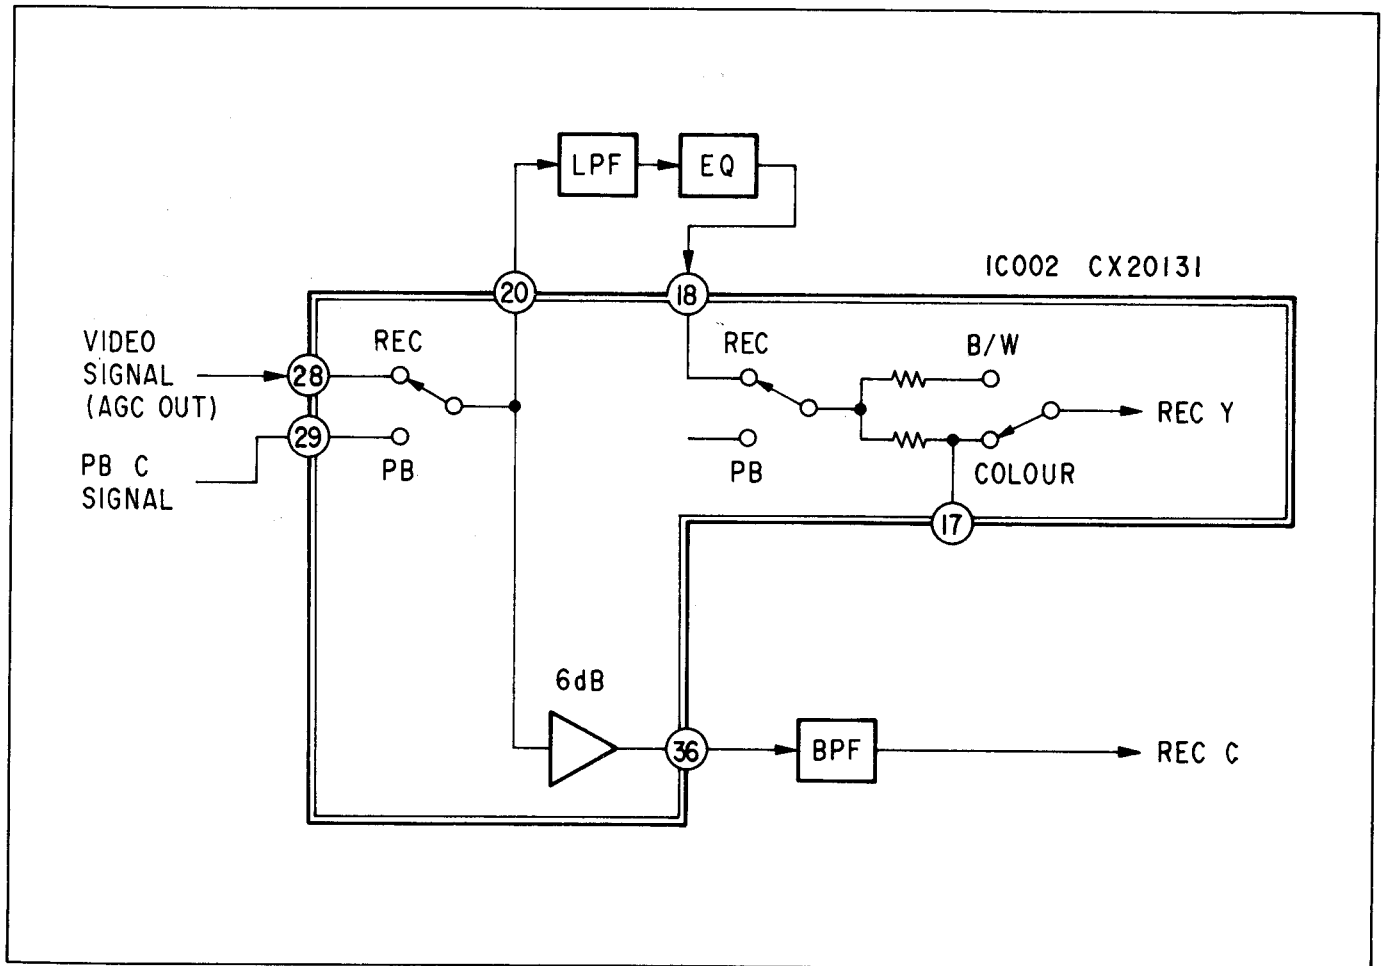 LPF
EQ
IC002 CX20131
20
18
VIDEO
SIGNAL
(AGC OUT)
28
REC
REC
B/W
REC Y
29
PB
PB
COLOUR
PB C
SIGNAL
17
6dB
36
BPF
REC C